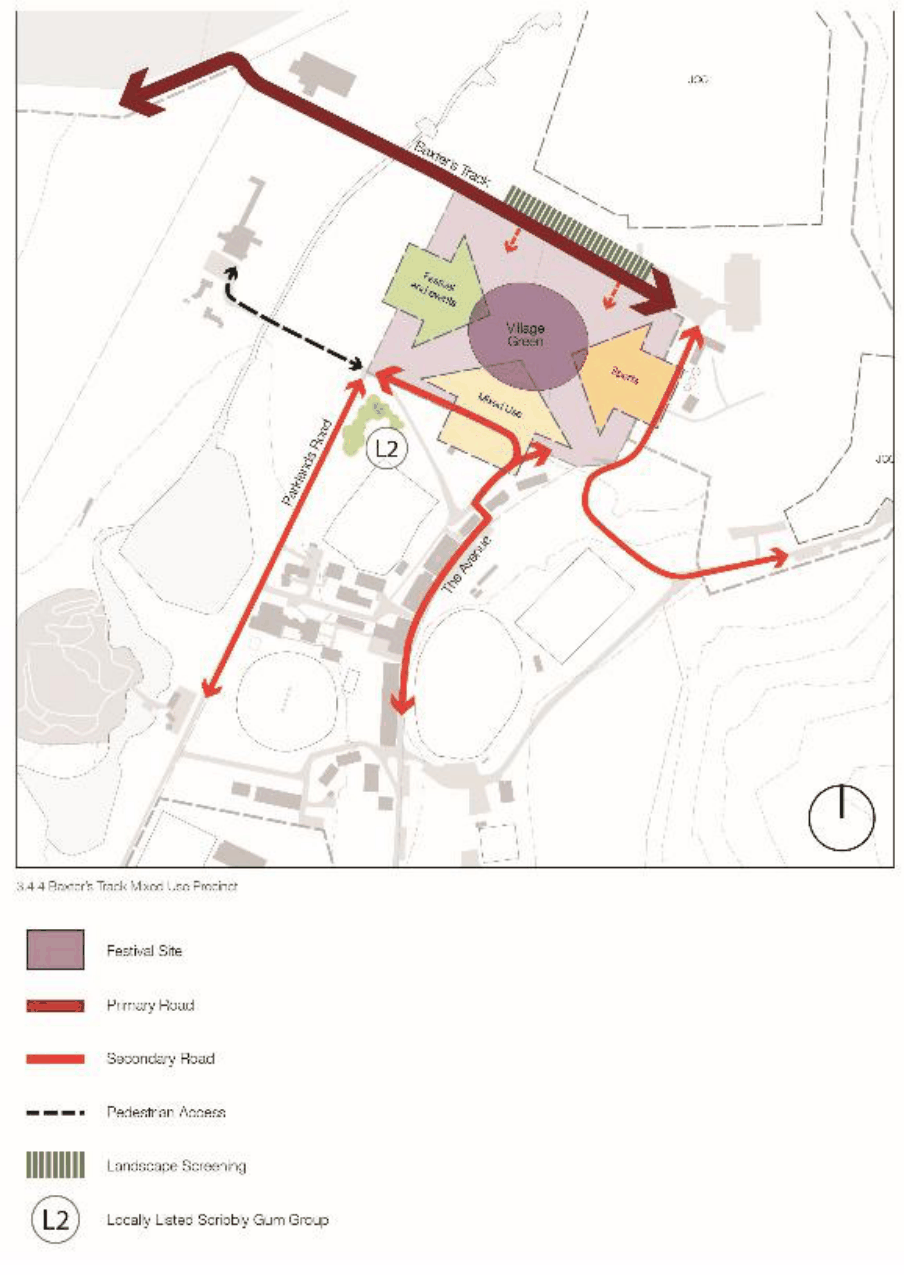 JCC
Baxter's Track
Festival
and events
Village
Green
Sports
Mixed Use
L2
Parklands Road
JCC
The Avenue
3.4.4 Baxter's Track Mixed Use Precinct
Festival Site
Primary Road
Secondary Road
Pedestrian Access
Landscape Screening
L2
Locally Listed Scribbly Gum Group